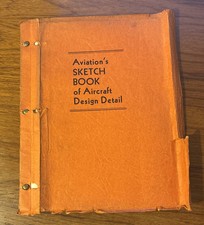 Aviation's
SKETCH
BOOK
of Aircraft
Design Detail